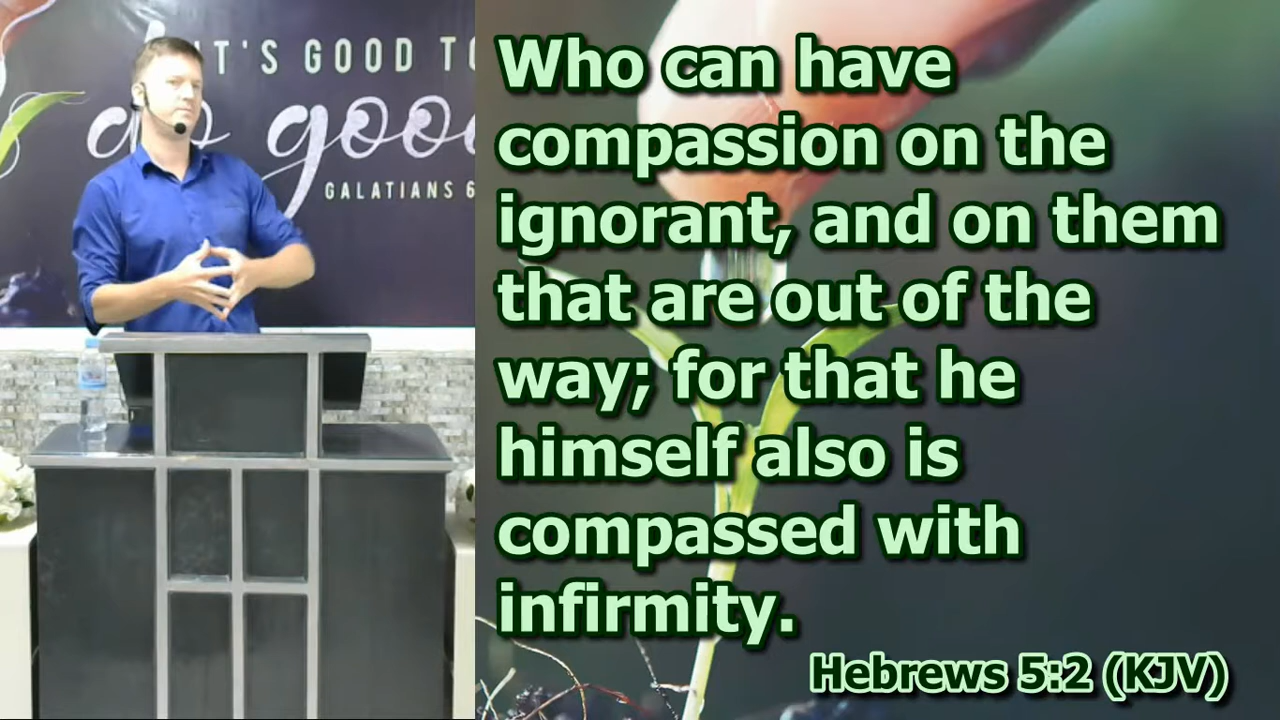 IT'S GOOD TO
do good
GALATIANS 6
Who can have
compassion on the
ignorant, and on them
that are out of the
way; for that he
himself also is
compassed with
infirmity.
Hebrews 5:2 (KJV)